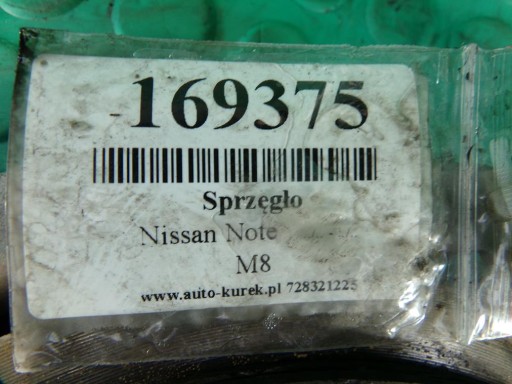 169375
Sprzęgło
Nissan Note
M8
www.auto-kurek.pl 728321225